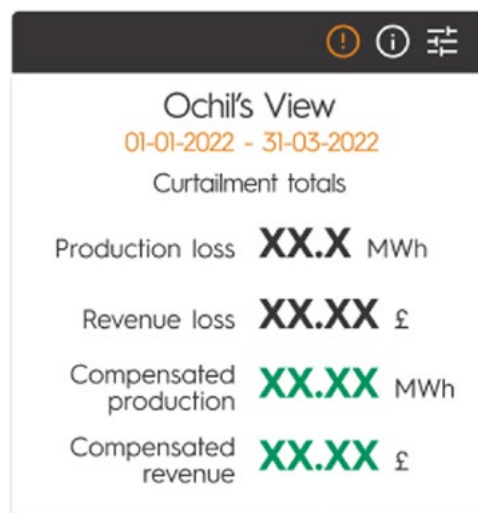 Ochil's View
01-01-2022 - 31-03-2022
Curtailment totals
Production loss XX.X MWh
Revenue loss XX.XX £
Compensated
production XX.XX MWh
Compensated
revenue XX.XX £